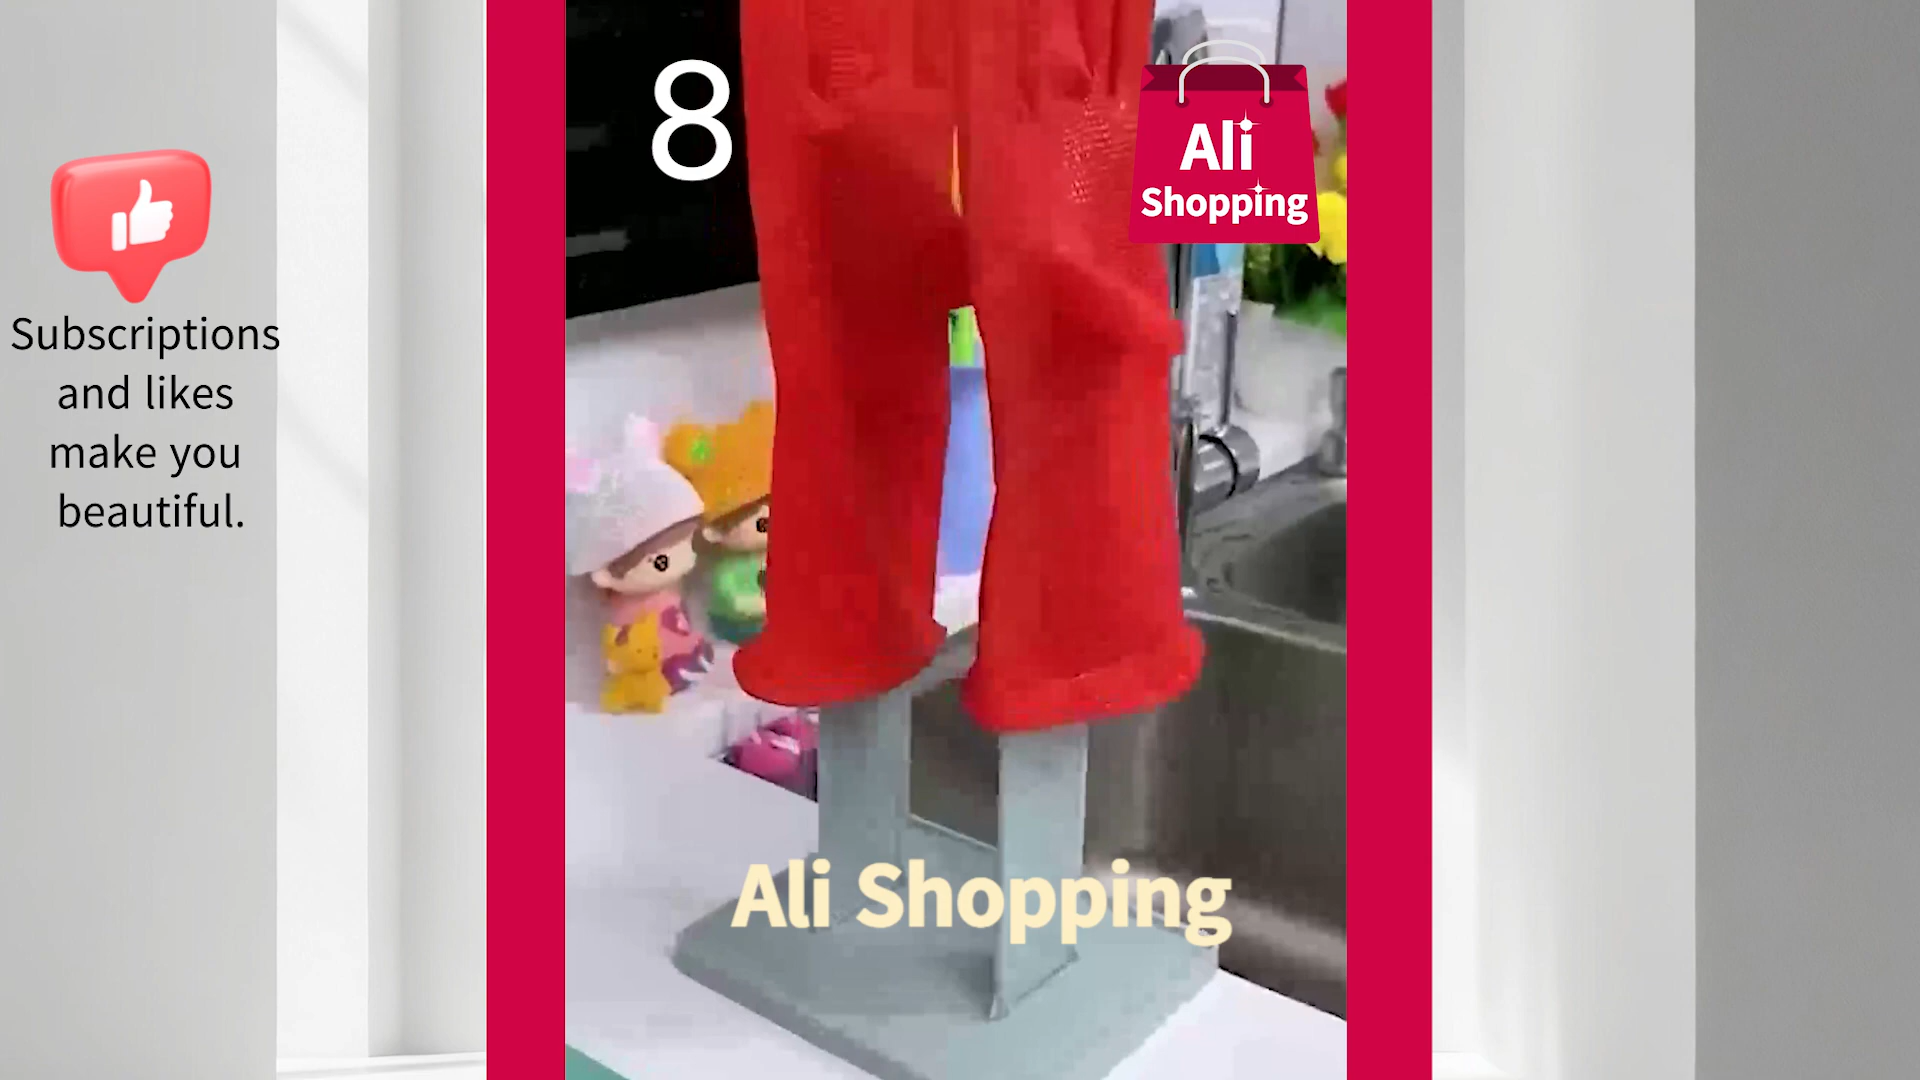 8
Ali
Shopping
Subscriptions
and likes
make you
beautiful.
Ali Shopping